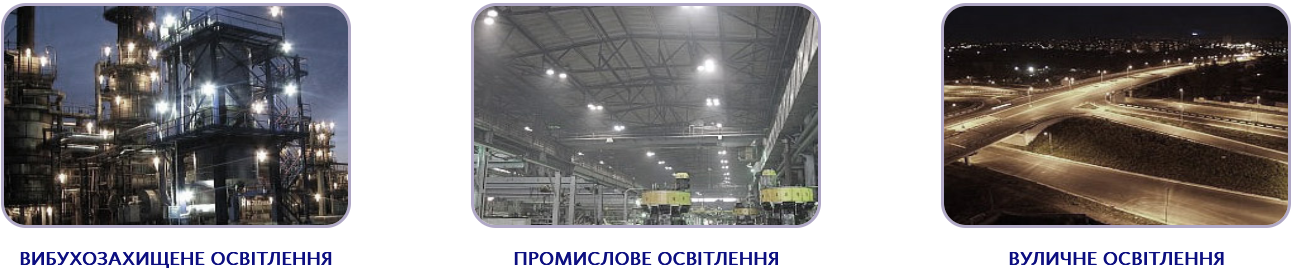 ВИБУХОЗАХИЩЕНЕ ОСВІТЛЕННЯ
ПРОМИСЛОВЕ ОСВІТЛЕННЯ
ВУЛИЧНЕ ОСВІТЛЕННЯ